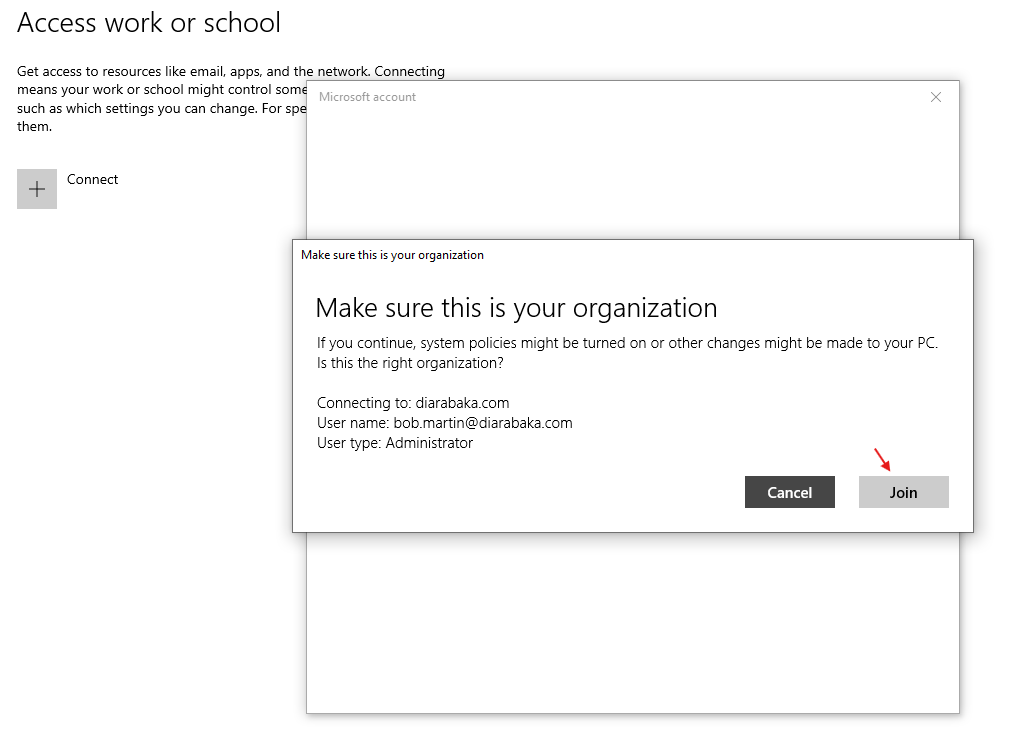 Access work or school
Get access to resources like email, apps, and the network. Connecting
means your work or school might control some
such as which settings you can change. For spe
them.
Connect
Microsoft account
Make sure this is your organization
Make sure this is your organization
If you continue, system policies might be turned on or other changes might be made to your PC.
Is this the right organization?
Connecting to: diarabaka.com
User name: bob.martin@diarabaka.com
User type: Administrator
Cancel
Join